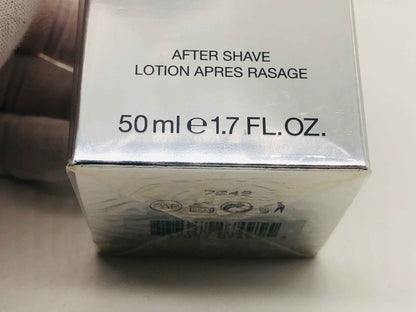 AFTER SHAVE
LOTION APRES RASAGE
50 ml e 1.7 FL.OZ.